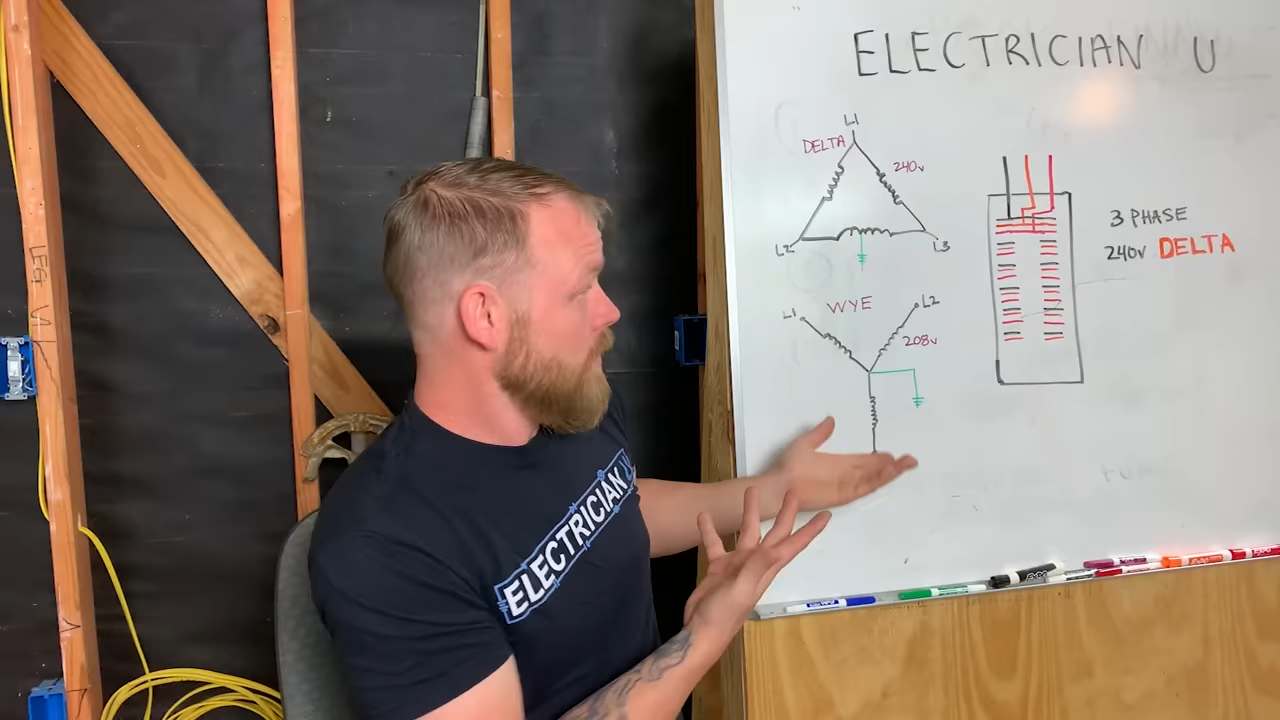 ELECTRICIAN U
L1
DELTA
240v
L2
L3
3 PHASE
240v DELTA
WYE
L1
L2
208v
ELECTRICIAN U